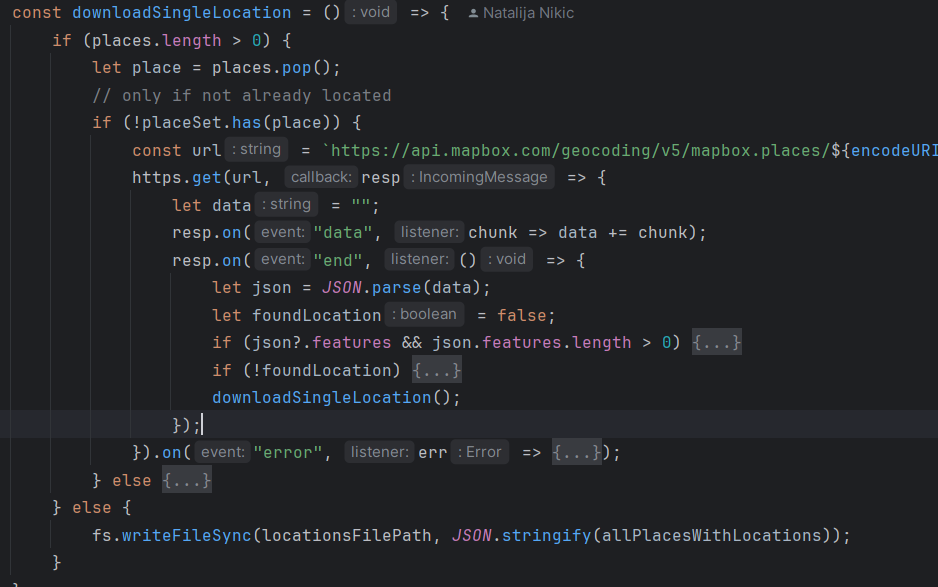 const downloadSingleLocation = () : void => { Natalija Nikic
if (places.length > 0) {
let place = places.pop();
// only if not already located
if (!placeSet.has(place)) {
const url : string = `https://api.mapbox.com/geocoding/v5/mapbox.places/${encodeURI
https.get(url, callback: resp : IncomingMessage => {
let data : string = "";
resp.on( event: "data", listener: chunk => data += chunk);
resp.on( event: "end", listener: () : void => {
let json = JSON.parse(data);
let foundLocation : boolean = false;
if (json?.features && json.features.length > 0) {...}
if (!foundLocation) {...}
downloadSingleLocation();
});
}).on( event: "error", listener: err : Error => {...});
} else {...}
} else {
fs.writeFileSync(locationsFilePath, JSON.stringify(allPlacesWithLocations));
}